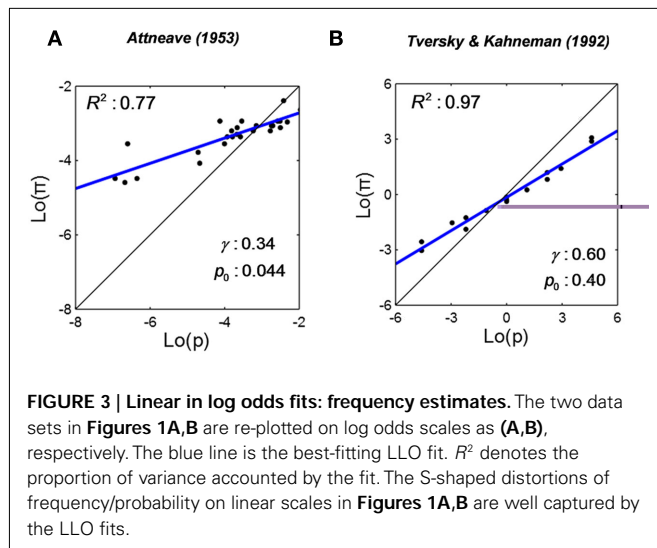 A
Attneave (1953)
B
Tversky & Kahneman (1992)
-2
R² : 0.77
-4
Lo(π)
-6
γ : 0.34
p₀ : 0.044
-8
-8 -6 -4 -2
Lo(p)
6
R² : 0.97
3
Lo(π)
0
-3
γ : 0.60
p₀ : 0.40
-6
-6 -3 0 3 6
Lo(p)
FIGURE 3 | Linear in log odds fits: frequency estimates. The two data
sets in Figures 1A,B are re-plotted on log odds scales as (A,B),
respectively. The blue line is the best-fitting LLO fit. R² denotes the
proportion of variance accounted by the fit. The S-shaped distortions of
frequency/probability on linear scales in Figures 1A,B are well captured by
the LLO fits.